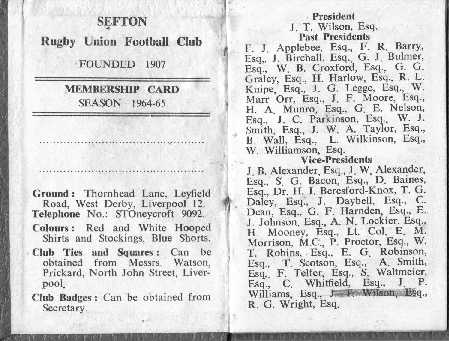 SEFTON
Rugby Union Football Club
FOUNDED 1907
MEMBERSHIP CARD
SEASON 1964-65
Ground : Thornhead Lane, Leyfield
Road, West Derby, Liverpool 12.
Telephone No.: STOneycroft 9092.
Colours : Red and White Hooped
Shirts and Stockings, Blue Shorts.
Club Ties and Squares : Can be
obtained from Messrs. Watson,
Prickard, North John Street, Liver-
pool.
Club Badges : Can be obtained from
Secretary.
President
J. T. Wilson, Esq.
Past Presidents
F. J. Applebee, Esq., F. R. Barry,
Esq., J. Birchall, Esq., G. J. Bulmer,
Esq., W. B. Croxford, Esq., G. G.
Graley, Esq., H. Harlow, Esq., R. L.
Knipe, Esq., J. G. Legge, Esq., W.
Marc Orr, Esq., J. F. Moore, Esq.,
H. A. Munro, Esq., G. E. Nelson,
Esq., J. C. Parkinson, Esq., W. J.
Smith, Esq., J. W. A. Taylor, Esq.,
B. Wall, Esq., L. Wilkinson, Esq.,
W. Williamson, Esq.
Vice-Presidents
J. B. Alexander, Esq., J. W. Alexander,
Esq., S. G. Bacon, Esq., D. Baines,
Esq., Dr. H. J. Beresford-Knox, T. G.
Daley, Esq., J. Daybell, Esq., C.
Dean, Esq., G. F. Harnden, Esq., E.
J. Johnson, Esq., A. N. Lockier, Esq.,
H. Mooney, Esq., Lt. Col. E. M.
Morrison, M.C., P. Proctor, Esq., W.
T. Robins, Esq., E. G. Robinson,
Esq., T. Scotson, Esq., A. Smith,
Esq., F. Telfer, Esq., S. Waltmeier,
Esq., C. Whitfield, Esq., J. P.
Williams, Esq., J. T. Wilson, Esq.,
R. G. Wright, Esq.